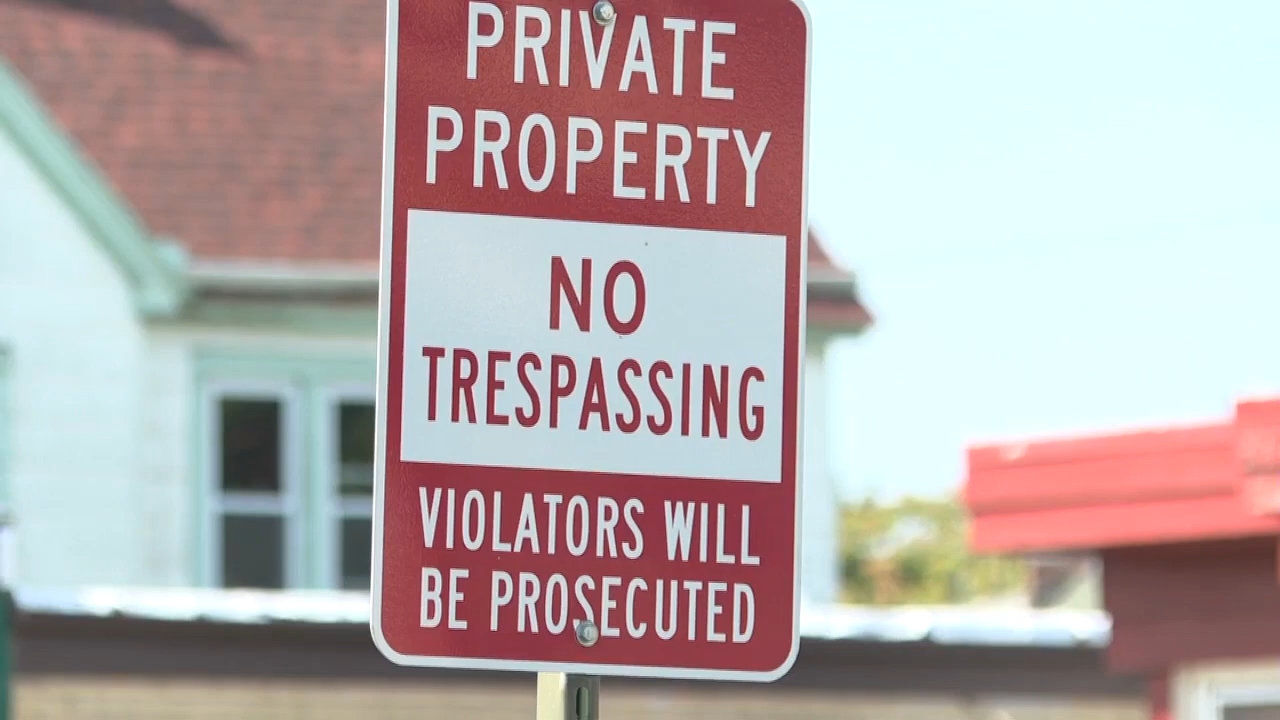 PRIVATE
PROPERTY
NO
TRESPASSING
VIOLATORS WILL
BE PROSECUTED